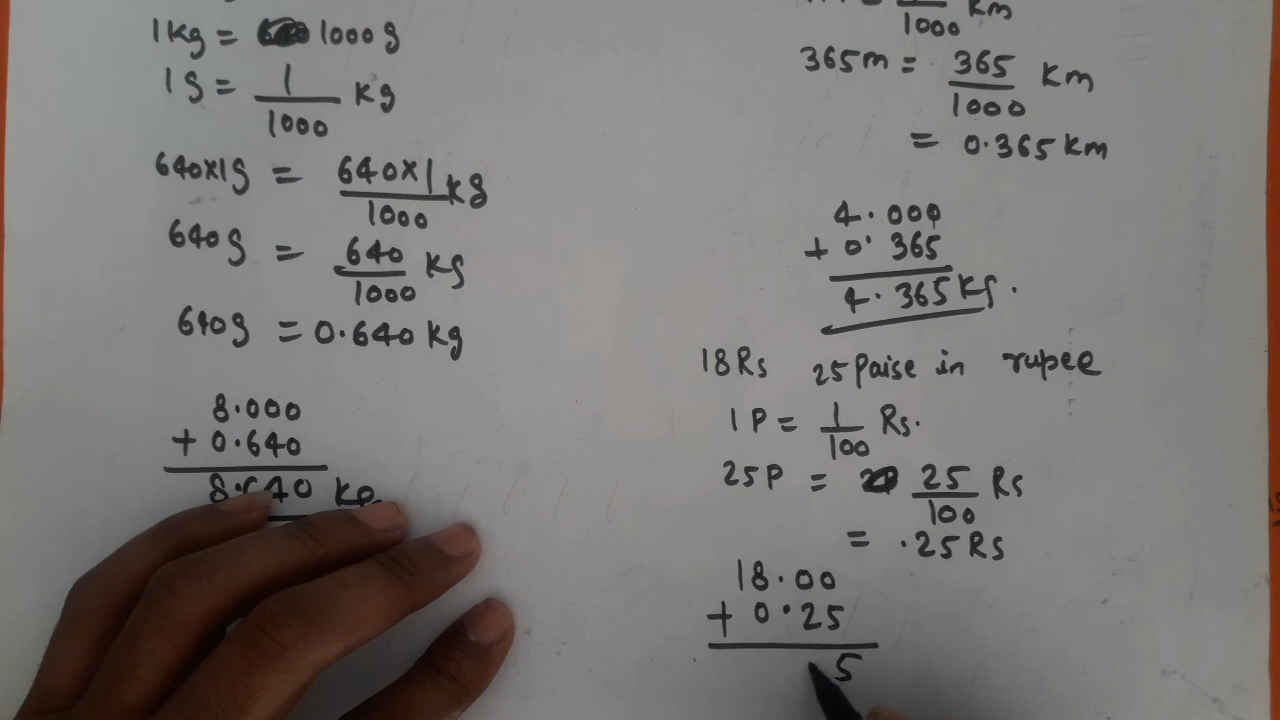 1Kg = 1000g
1g = 1/1000 kg
640×1g = 640×1/1000 kg
640g = 640/1000 Kg
640g = 0.640 Kg
8.000
+ 0.640
8.640 kg
1000 Km
365m = 365/1000 Km
= 0.365 Km
4.000
+ 0.365
4.365 Kg.
18Rs 25 Paise in rupee
1P = 1/100 Rs.
25P = 25/100 Rs
= .25 Rs
18.00
+ 0.25
5